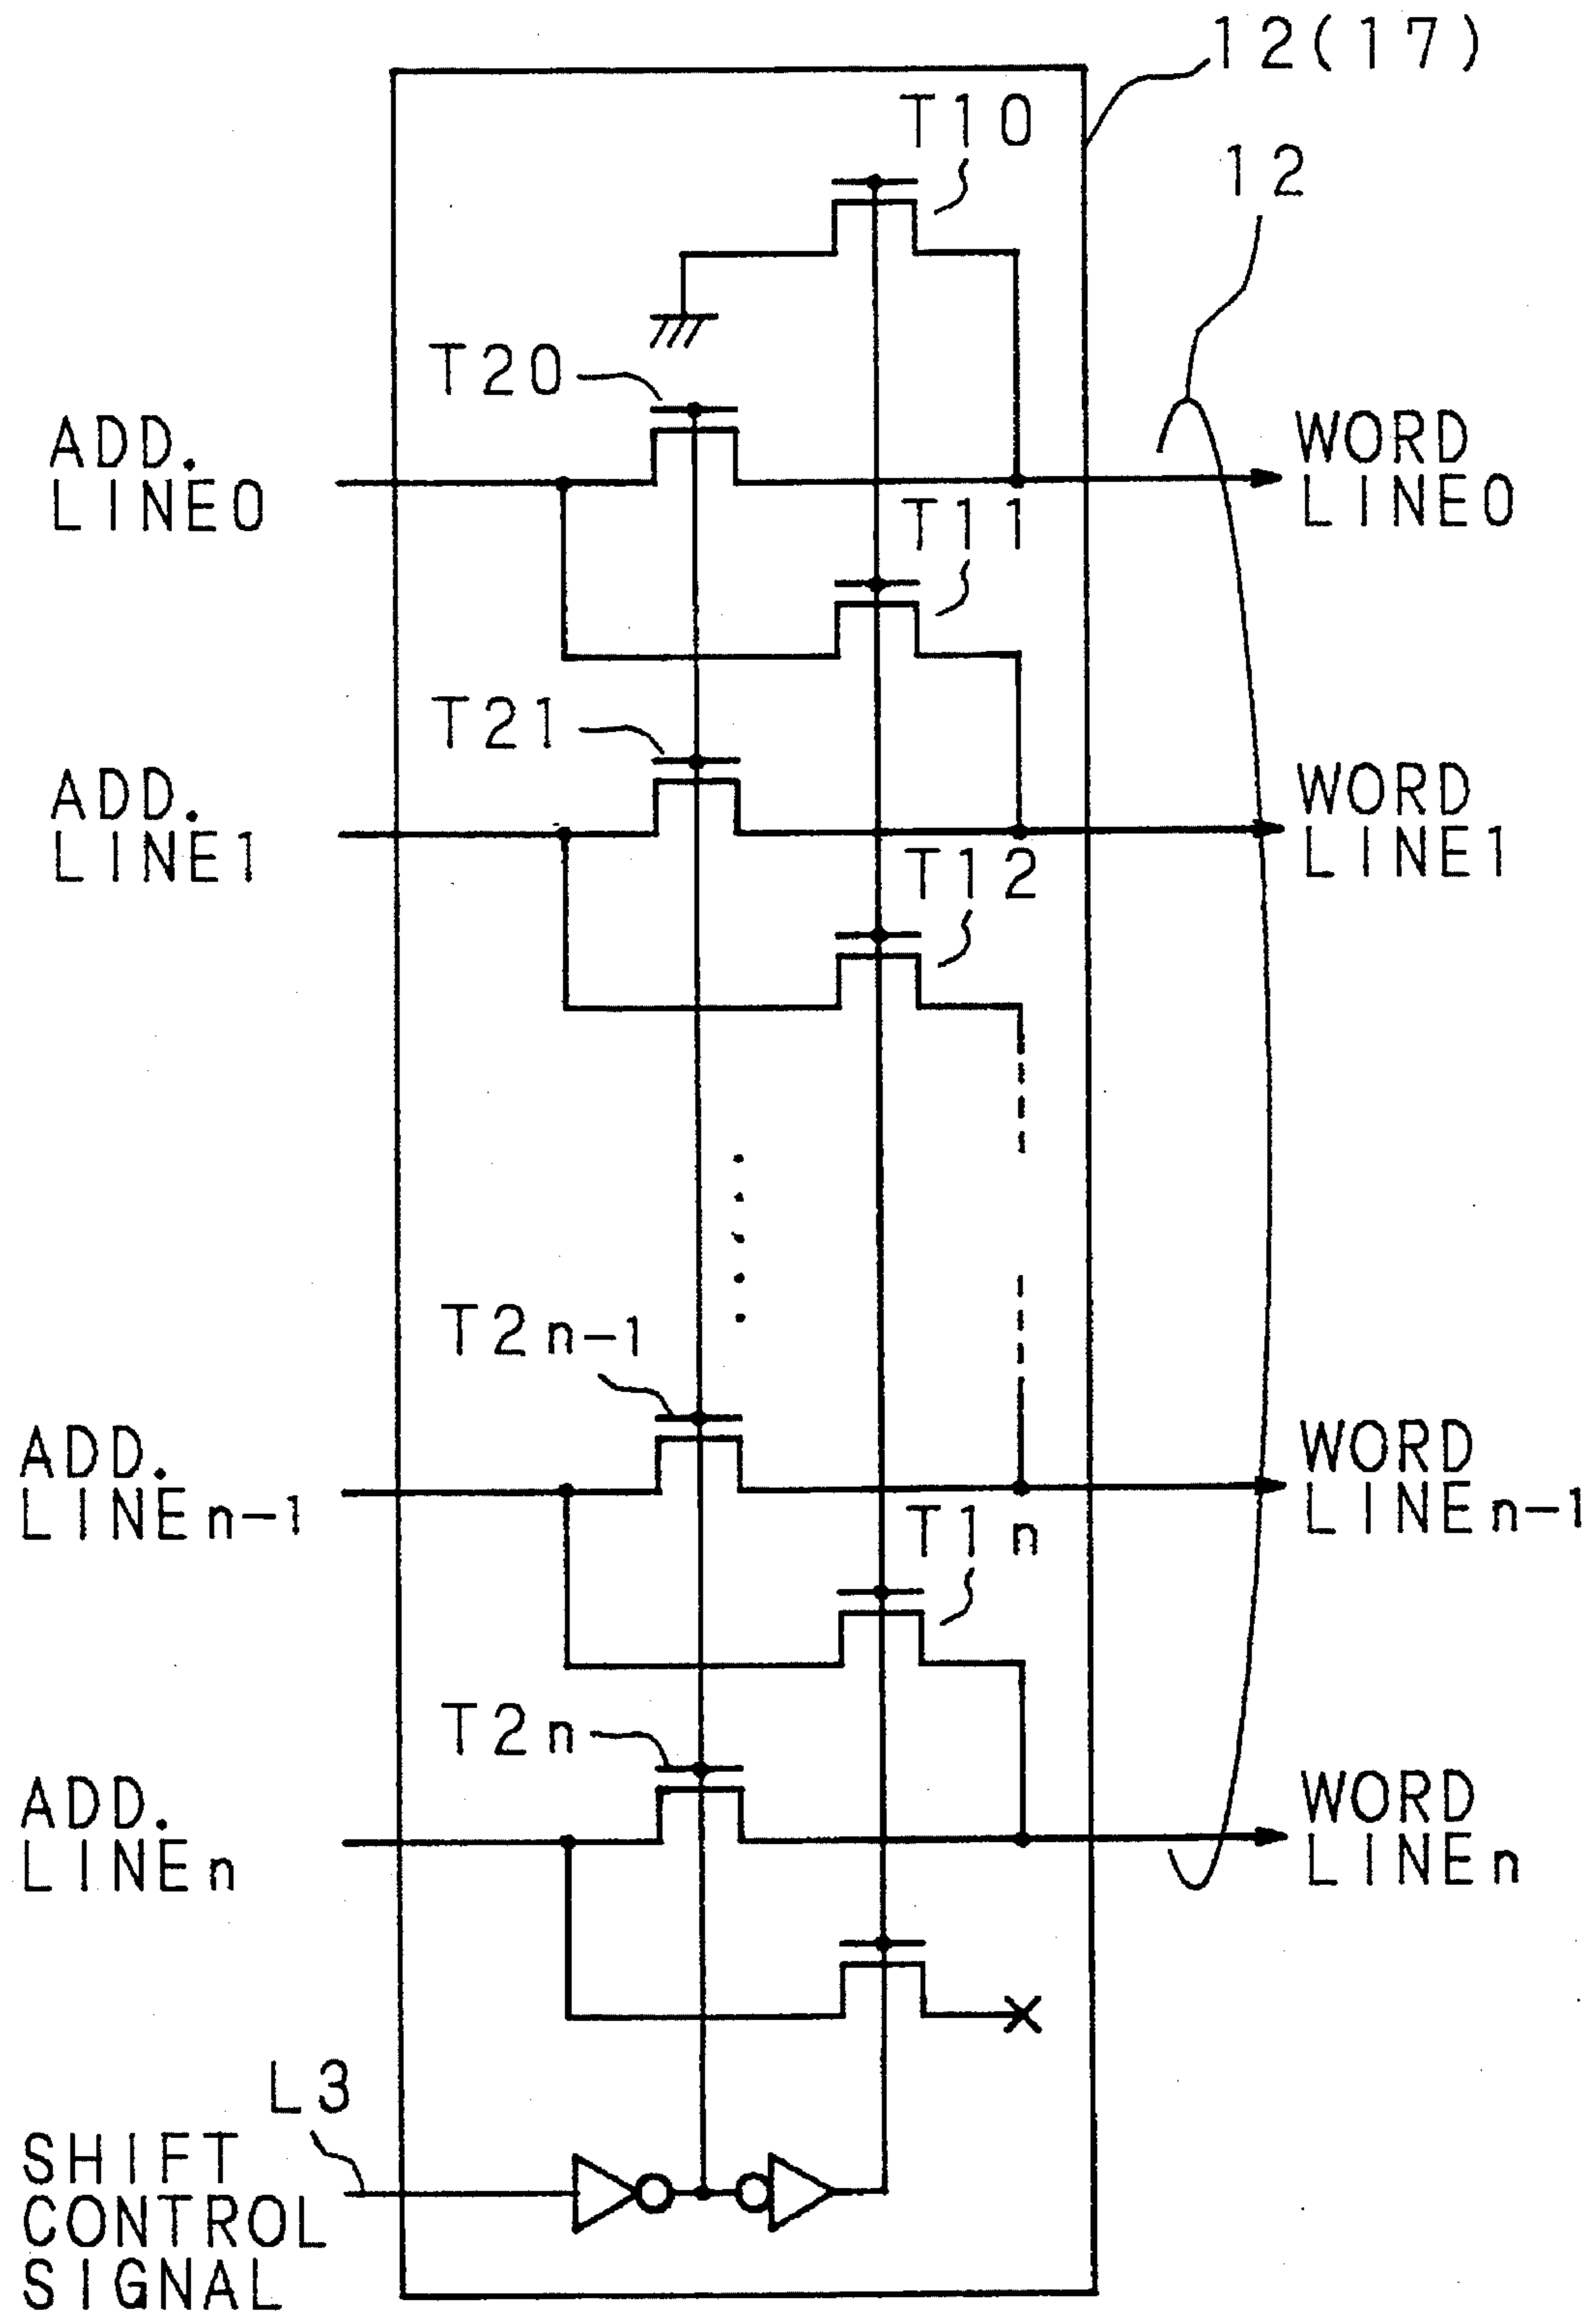 12(17)
T10
12
T20
ADD.
LINE0
WORD
LINE0
T11
T21
ADD.
LINE1
WORD
LINE1
T12
T2n-1
ADD.
LINEn-1
WORD
LINEn-1
T1n
T2n
ADD.
LINEn
WORD
LINEn
L3
SHIFT
CONTROL
SIGNAL